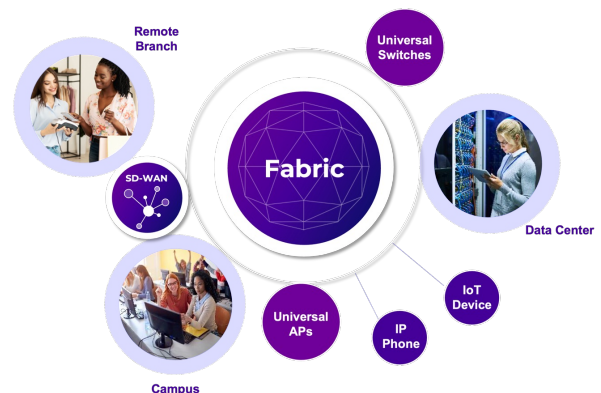 Remote
Branch
Universal
Switches
Fabric
SD-WAN
Data Center
IoT
Device
Universal
APs
IP
Phone
Campus